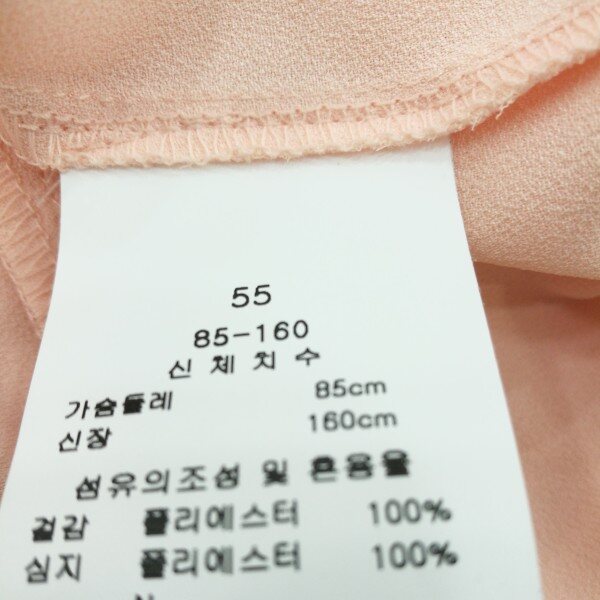 55
85-160
신체치수
가슴둘레 85cm
신장 160cm
섬유의조성 및 혼용율
겉감 폴리에스터 100%
심지 폴리에스터 100%